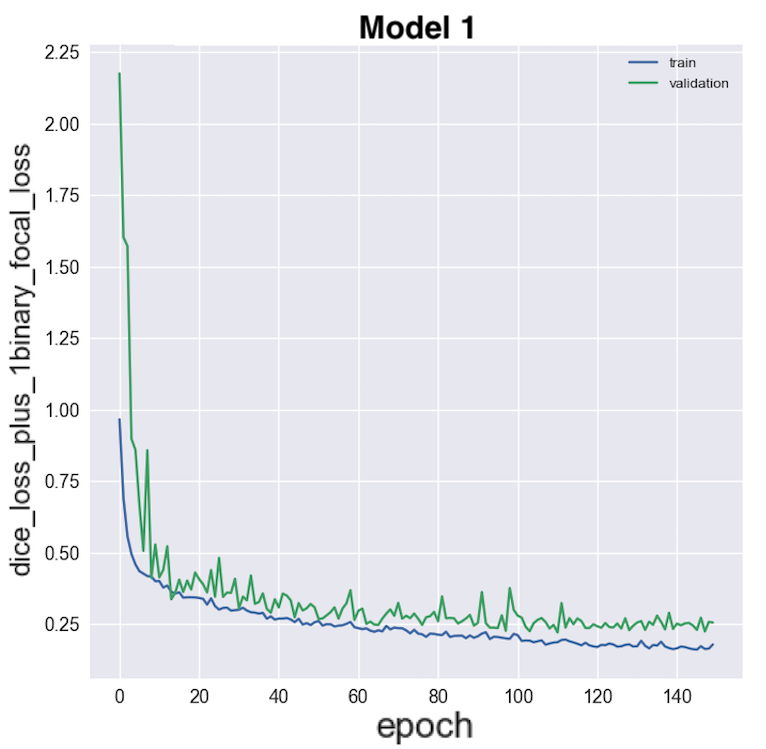 Model 1
train
validation
dice_loss_plus_1binary_focal_loss
2.25
2.00
1.75
1.50
1.25
1.00
0.75
0.50
0.25
0 20 40 60 80 100 120 140
epoch